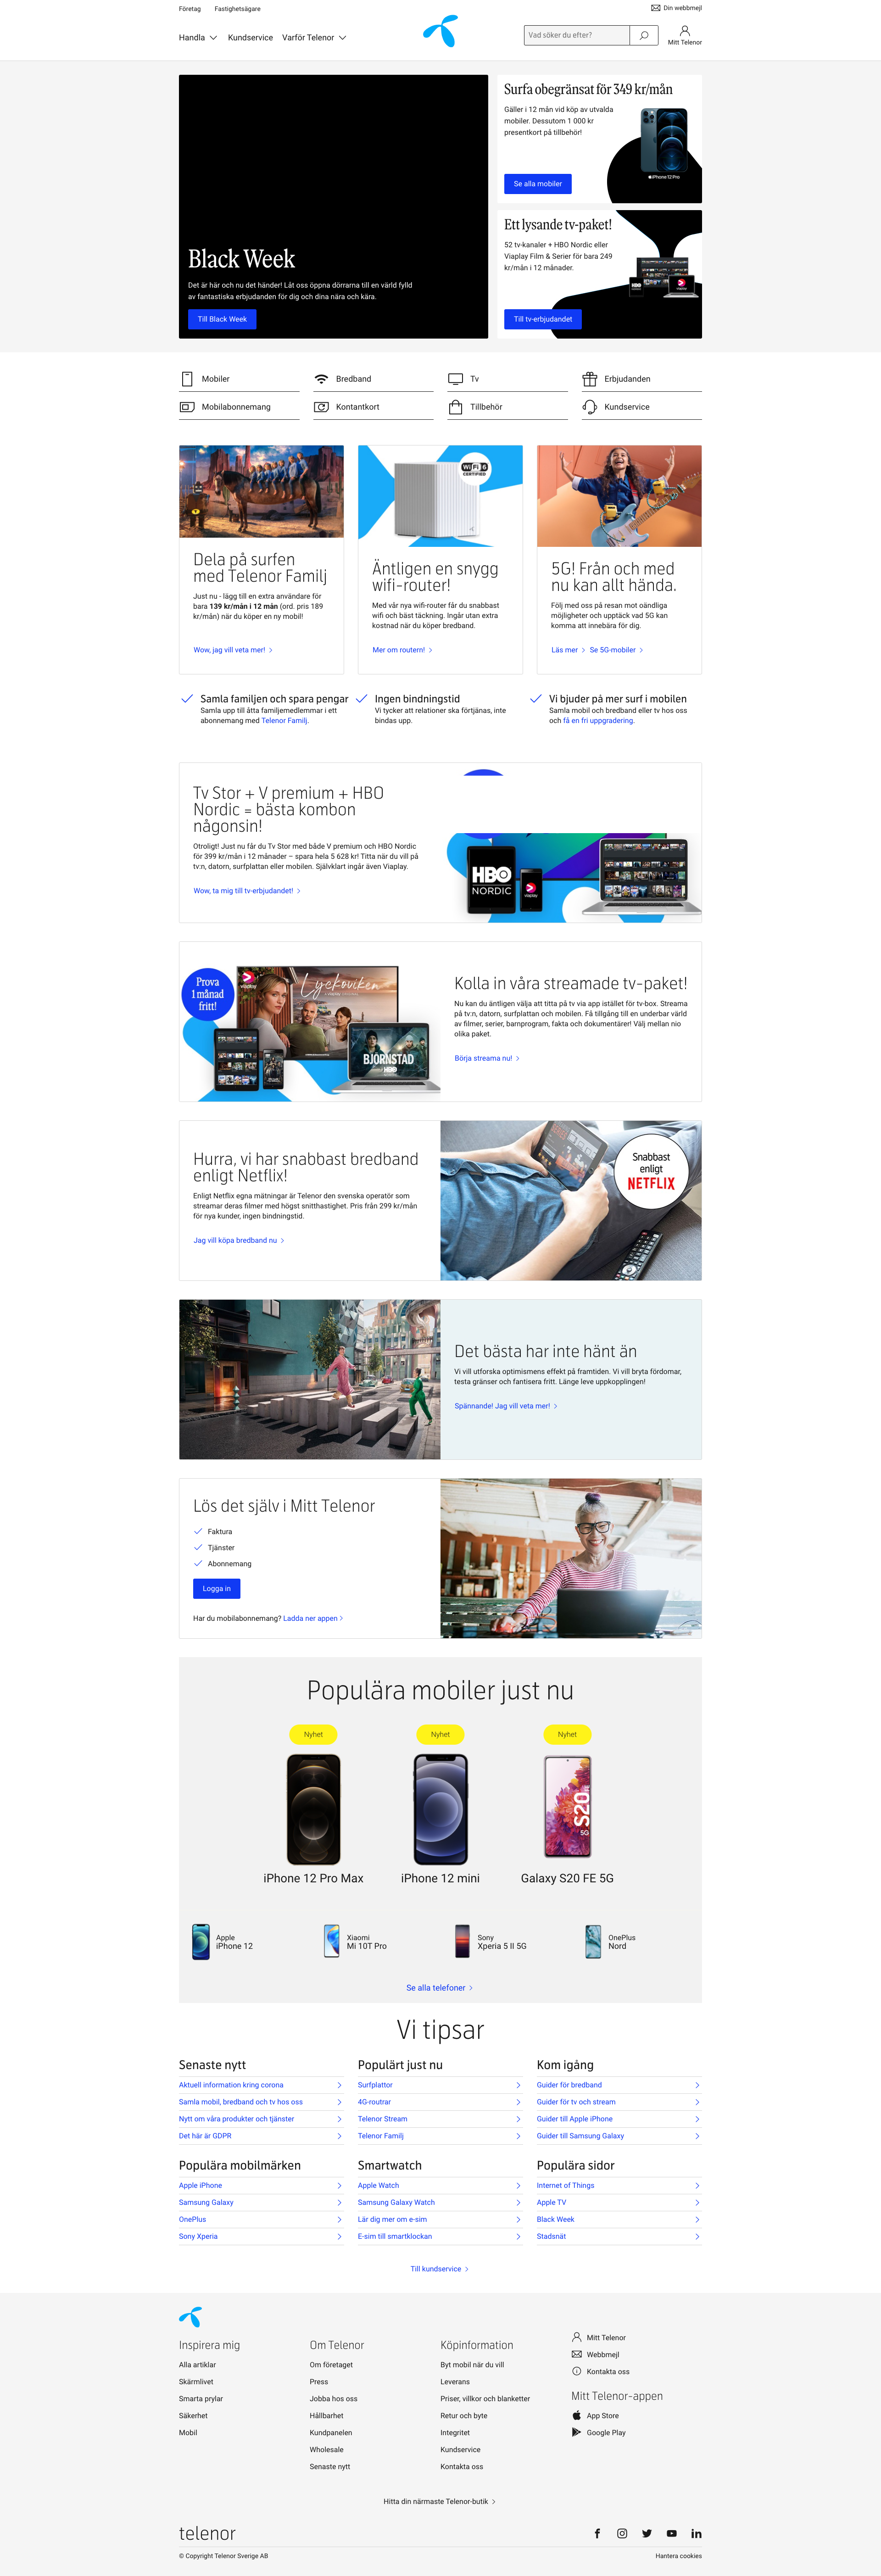 Företag
Fastighetsägare
Din webbmejl
Handla
Kundservice
Varför Telenor
Vad söker du efter?
Mitt Telenor
Black Week
Det är här och nu det händer! Låt oss öppna dörrarna till en värld fylld
av fantastiska erbjudanden för dig och dina nära och kära.
Till Black Week
Surfa obegränsat för 349 kr/mån
Gäller i 12 mån vid köp av utvalda
mobiler. Dessutom 1 000 kr
presentkort på tillbehör!
iPhone 12 Pro
Se alla mobiler
Ett lysande tv-paket!
52 tv-kanaler + HBO Nordic eller
Viaplay Film & Serier för bara 249
kr/mån i 12 månader.
HBO
Till tv-erbjudandet
Mobiler
Bredband
Tv
Erbjudanden
Mobilabonnemang
Kontantkort
Tillbehör
Kundservice
Dela på surfen
med Telenor Familj
Just nu - lägg till en extra användare för
bara 139 kr/mån i 12 mån (ord. pris 189
kr/mån) när du köper en ny mobil!
Wow, jag vill veta mer!
WiFi 6
CERTIFIED
Äntligen en snygg
wifi-router!
Med vår nya wifi-router får du snabbast
wifi och bäst täckning. Ingår utan extra
kostnad när du köper bredband.
Mer om routern!
5G! Från och med
nu kan allt hända.
Följ med oss på resan mot oändliga
möjligheter och upptäck vad 5G kan
komma att innebära för dig.
Läs mer
Se 5G-mobiler
Samla familjen och spara pengar
Samla upp till åtta familjemedlemmar i ett
abonnemang med Telenor Familj.
Ingen bindningstid
Vi tycker att relationer ska förtjänas, inte
bindas upp.
Vi bjuder på mer surf i mobilen
Samla mobil och bredband eller tv hos oss
och få en fri uppgradering.
Tv Stor + V premium + HBO
Nordic = bästa kombon
någonsin!
Otroligt! Just nu får du Tv Stor med både V premium och HBO Nordic
för 399 kr/mån i 12 månader – spara hela 5 628 kr! Titta när du vill på
tv:n, datorn, surfplattan eller mobilen. Självklart ingår även Viaplay.
Wow, ta mig till tv-erbjudandet!
HBO
NORDIC
viaplay
Prova
1 månad
fritt!
viaplay
Lyckoviken
BJÖRNSTAD
HBO
Kolla in våra streamade tv-paket!
Nu kan du äntligen välja att titta på tv via app istället för tv-box. Streama
på tv:n, datorn, surfplattan och mobilen. Få tillgång till en underbar värld
av filmer, serier, barnprogram, fakta och dokumentärer! Välj mellan nio
olika paket.
Börja streama nu!
Hurra, vi har snabbast bredband
enligt Netflix!
Enligt Netflix egna mätningar är Telenor den svenska operatör som
streamar deras filmer med högst snitthastighet. Pris från 299 kr/mån
för nya kunder, ingen bindningstid.
Jag vill köpa bredband nu
Snabbast
enligt
NETFLIX
Det bästa har inte hänt än
Vi vill utforska optimismens effekt på framtiden. Vi vill bryta fördomar,
testa gränser och fantisera fritt. Länge leve uppkopplingen!
Spännande! Jag vill veta mer!
Lös det själv i Mitt Telenor
Faktura
Tjänster
Abonnemang
Logga in
Har du mobilabonnemang? Ladda ner appen
Populära mobiler just nu
Nyhet
Nyhet
Nyhet
S20
5G
iPhone 12 Pro Max
iPhone 12 mini
Galaxy S20 FE 5G
Apple
iPhone 12
Xiaomi
Mi 10T Pro
Sony
Xperia 5 II 5G
OnePlus
Nord
Se alla telefoner
Vi tipsar
Senaste nytt
Aktuell information kring corona
Samla mobil, bredband och tv hos oss
Nytt om våra produkter och tjänster
Det här är GDPR
Populärt just nu
Surfplattor
4G-routrar
Telenor Stream
Telenor Familj
Kom igång
Guider för bredband
Guider för tv och stream
Guider till Apple iPhone
Guider till Samsung Galaxy
Populära mobilmärken
Apple iPhone
Samsung Galaxy
OnePlus
Sony Xperia
Smartwatch
Apple Watch
Samsung Galaxy Watch
Lär dig mer om e-sim
E-sim till smartklockan
Populära sidor
Internet of Things
Apple TV
Black Week
Stadsnät
Till kundservice
Inspirera mig
Alla artiklar
Skärmlivet
Smarta prylar
Säkerhet
Mobil
Om Telenor
Om företaget
Press
Jobba hos oss
Hållbarhet
Kundpanelen
Wholesale
Senaste nytt
Köpinformation
Byt mobil när du vill
Leverans
Priser, villkor och blanketter
Retur och byte
Integritet
Kundservice
Kontakta oss
Mitt Telenor
Webbmejl
Kontakta oss
Mitt Telenor-appen
App Store
Google Play
Hitta din närmaste Telenor-butik
telenor
© Copyright Telenor Sverige AB
Hantera cookies